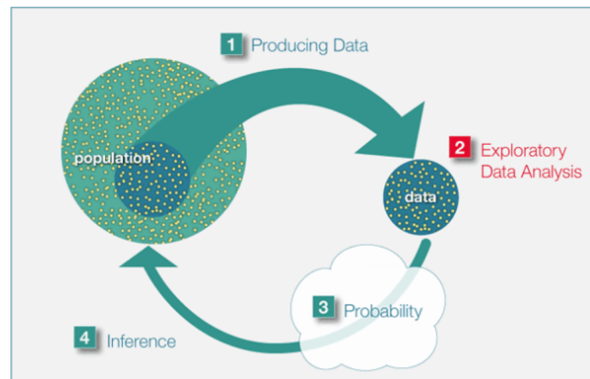 1 Producing Data
population
2 Exploratory
Data Analysis
data
3 Probability
4 Inference